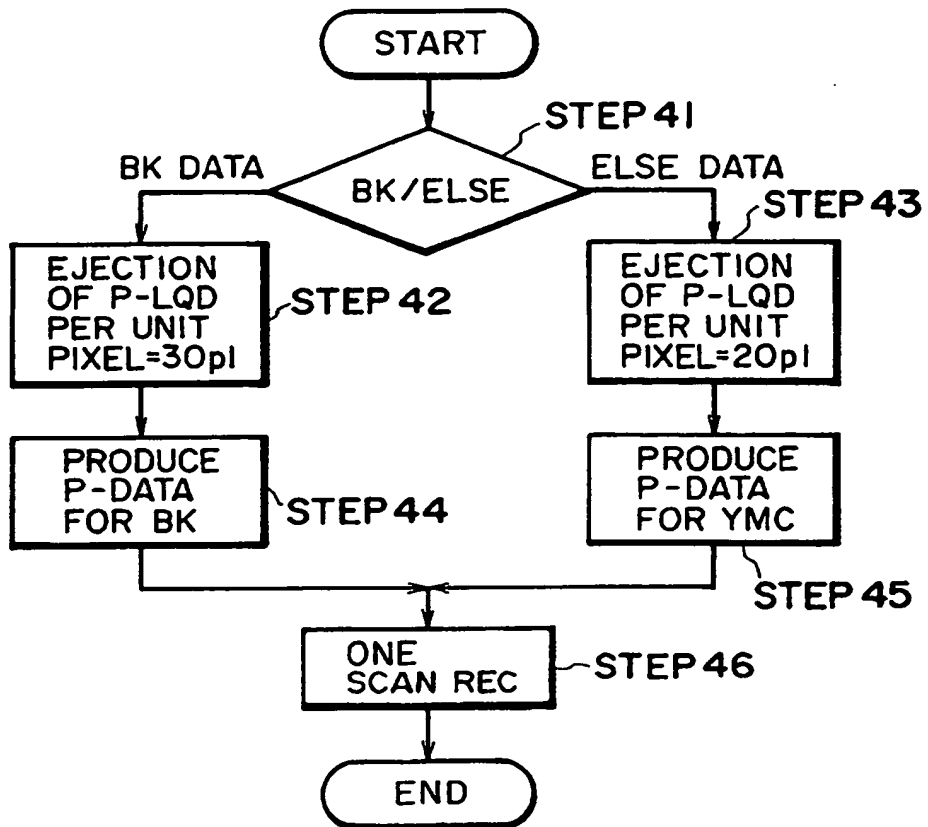 START
STEP 41
BK DATA
BK/ELSE
ELSE DATA
STEP 43
EJECTION
OF P-LQD
PER UNIT
PIXEL=30pl
STEP 42
EJECTION
OF P-LQD
PER UNIT
PIXEL=20pl
PRODUCE
P-DATA
FOR BK
STEP 44
PRODUCE
P-DATA
FOR YMC
STEP 45
ONE
SCAN REC
STEP 46
END